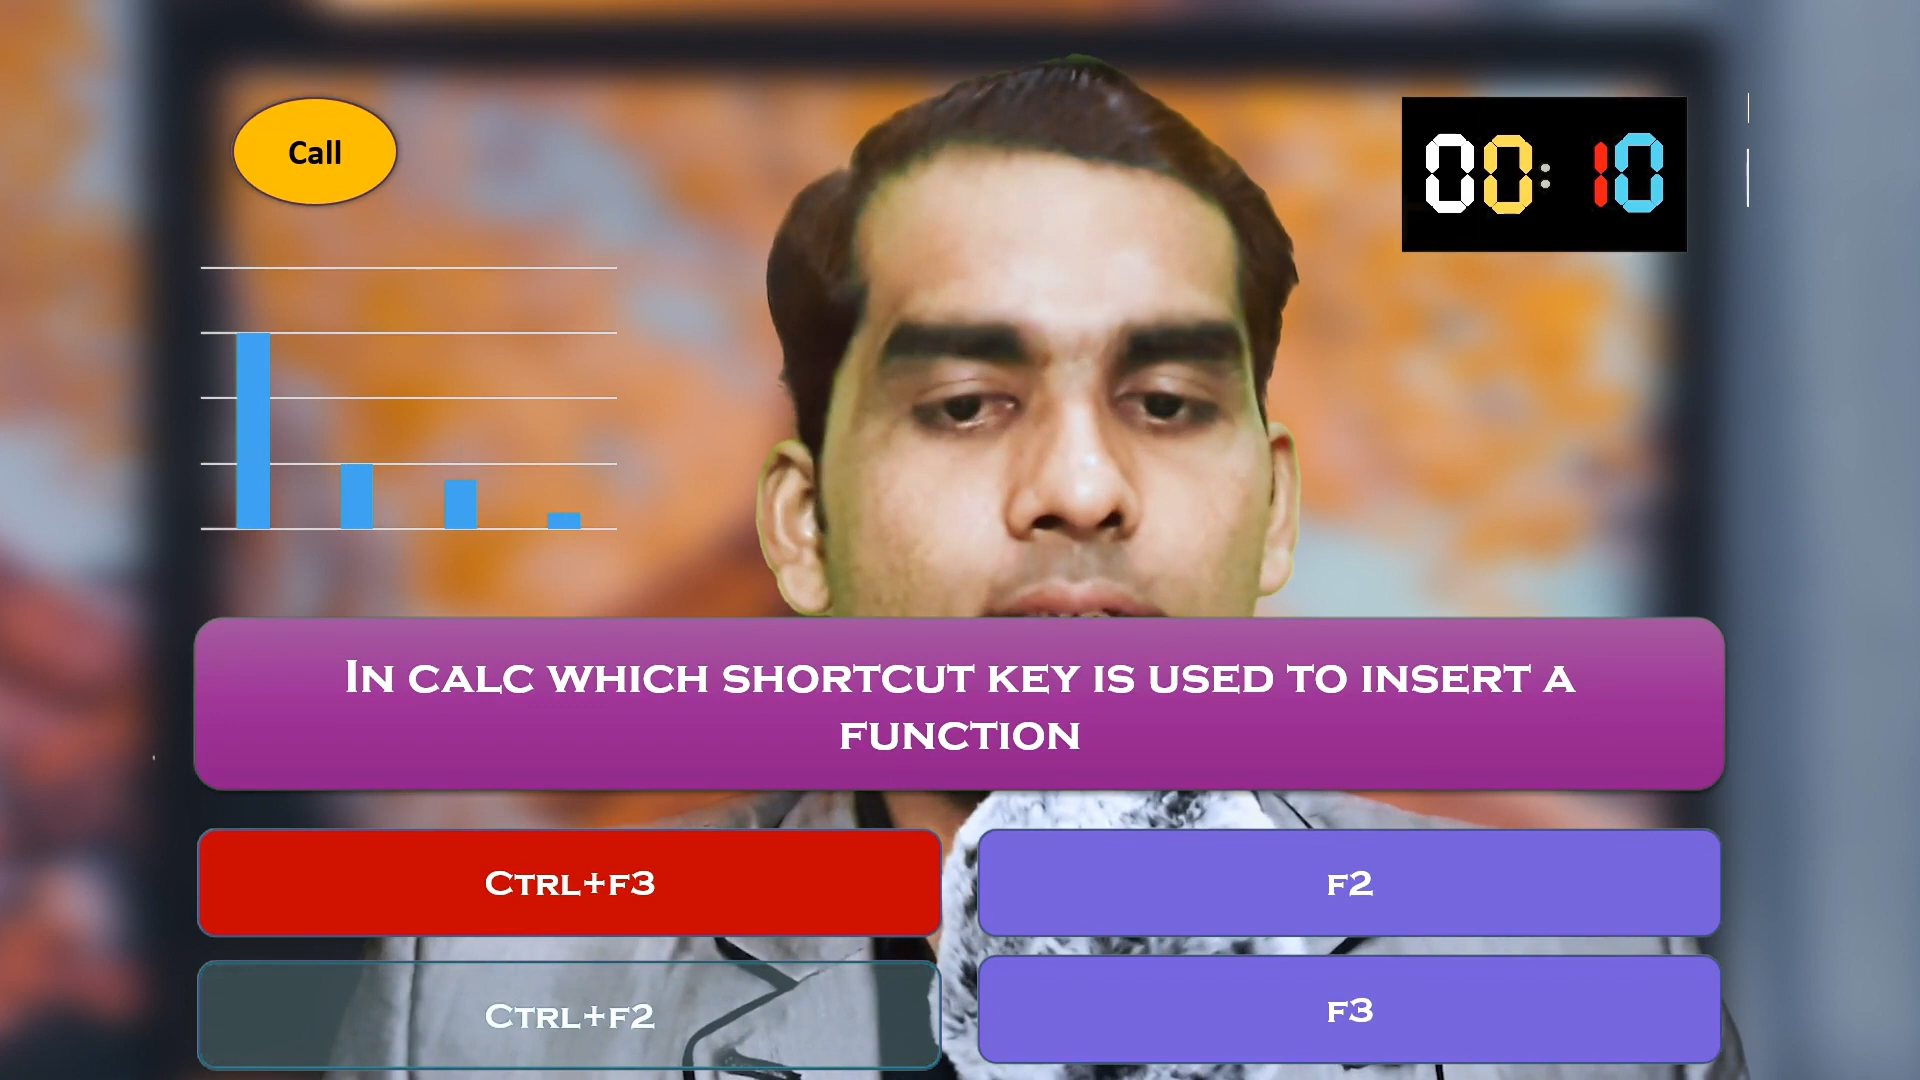 Call
00: 10
In calc which shortcut key is used to insert a
function
Ctrl+f3
f2
Ctrl+f2
f3